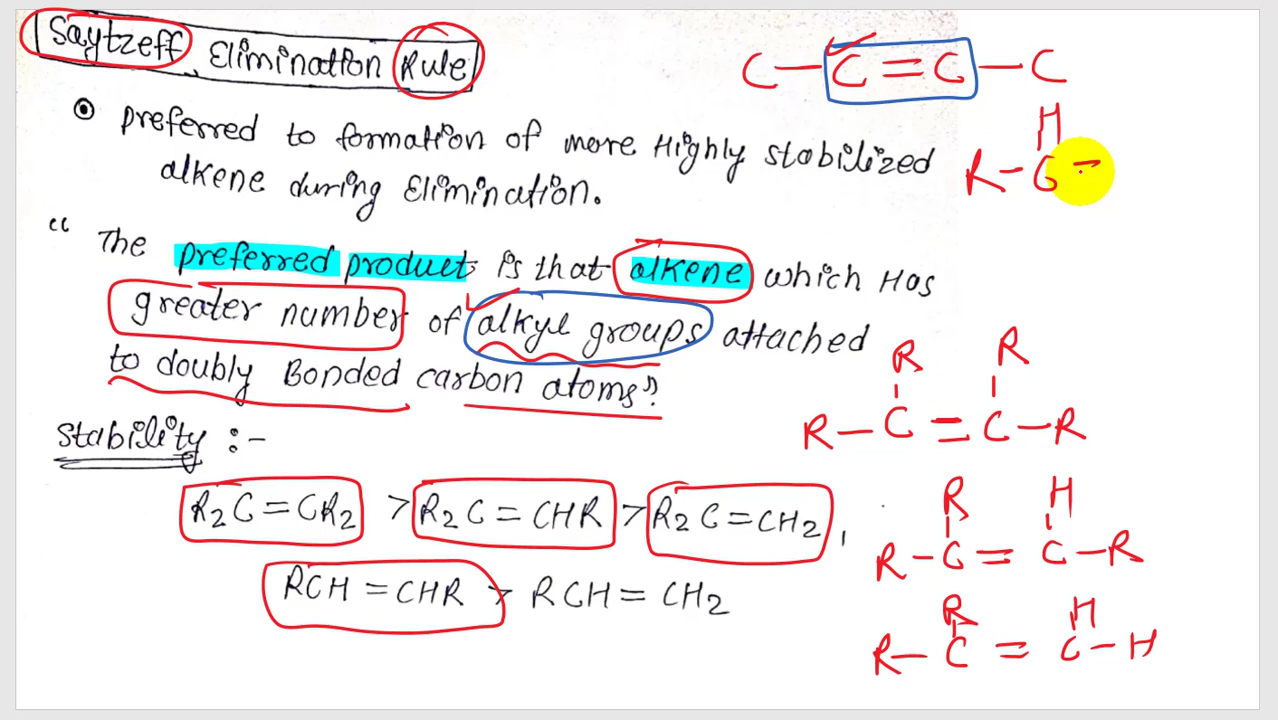 Saytzeff Elimination Rule
preferred to formation of more Highly stabilized
alkene during Elimination.
“ The preferred product is that alkene which Has
greater number of alkyl groups attached
to doubly Bonded carbon atoms”
Stability :-
R2C=CR2 > R2C=CHR > R2C=CH2,
RCH=CHR > RCH=CH2
C-C=C-C
H
R-C=
R R
R-C=C-R
R H
R-C=C-R
R H
R-C=C-H